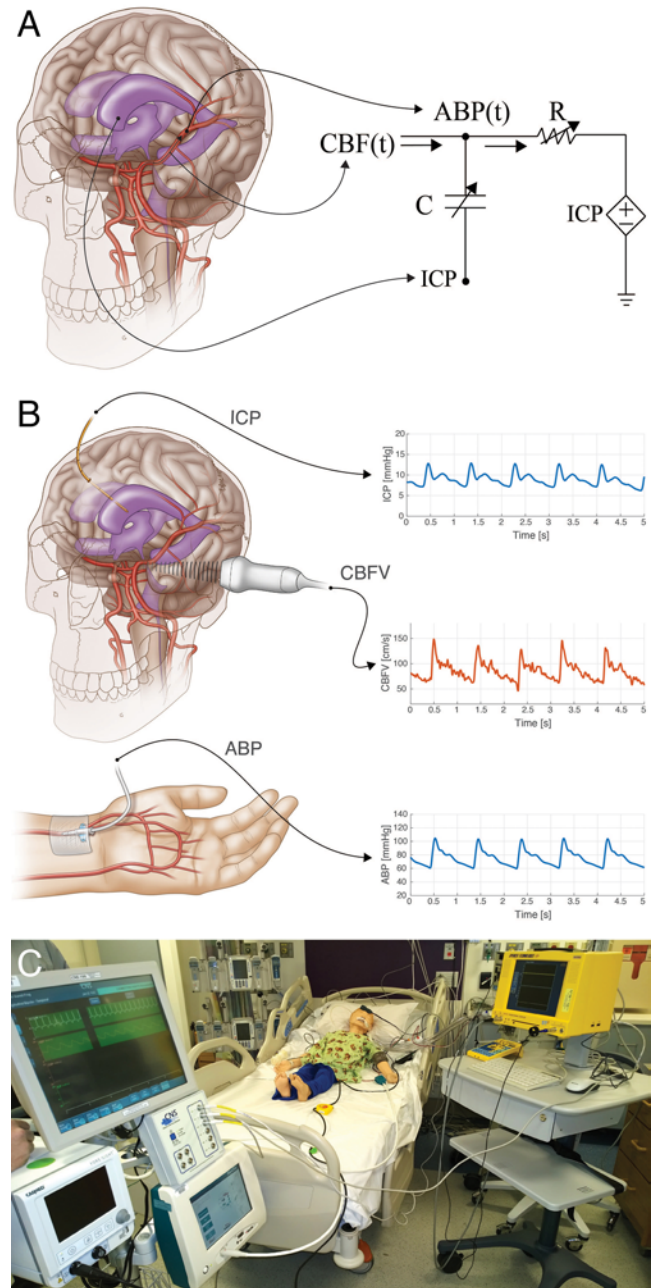 A
ABP(t)
R
CBF(t)
C
ICP
+
−
ICP
B
ICP
20
15
10
5
0
ICP [mmHg]
0 0.5 1 1.5 2 2.5 3 3.5 4 4.5 5
Time [s]
CBFV
150
100
50
CBFV [cm/s]
0 0.5 1 1.5 2 2.5 3 3.5 4 4.5 5
Time [s]
ABP
140
120
100
80
60
40
ABP [mmHg]
0 0.5 1 1.5 2 2.5 3 3.5 4 4.5 5
Time [s]
C
CNS